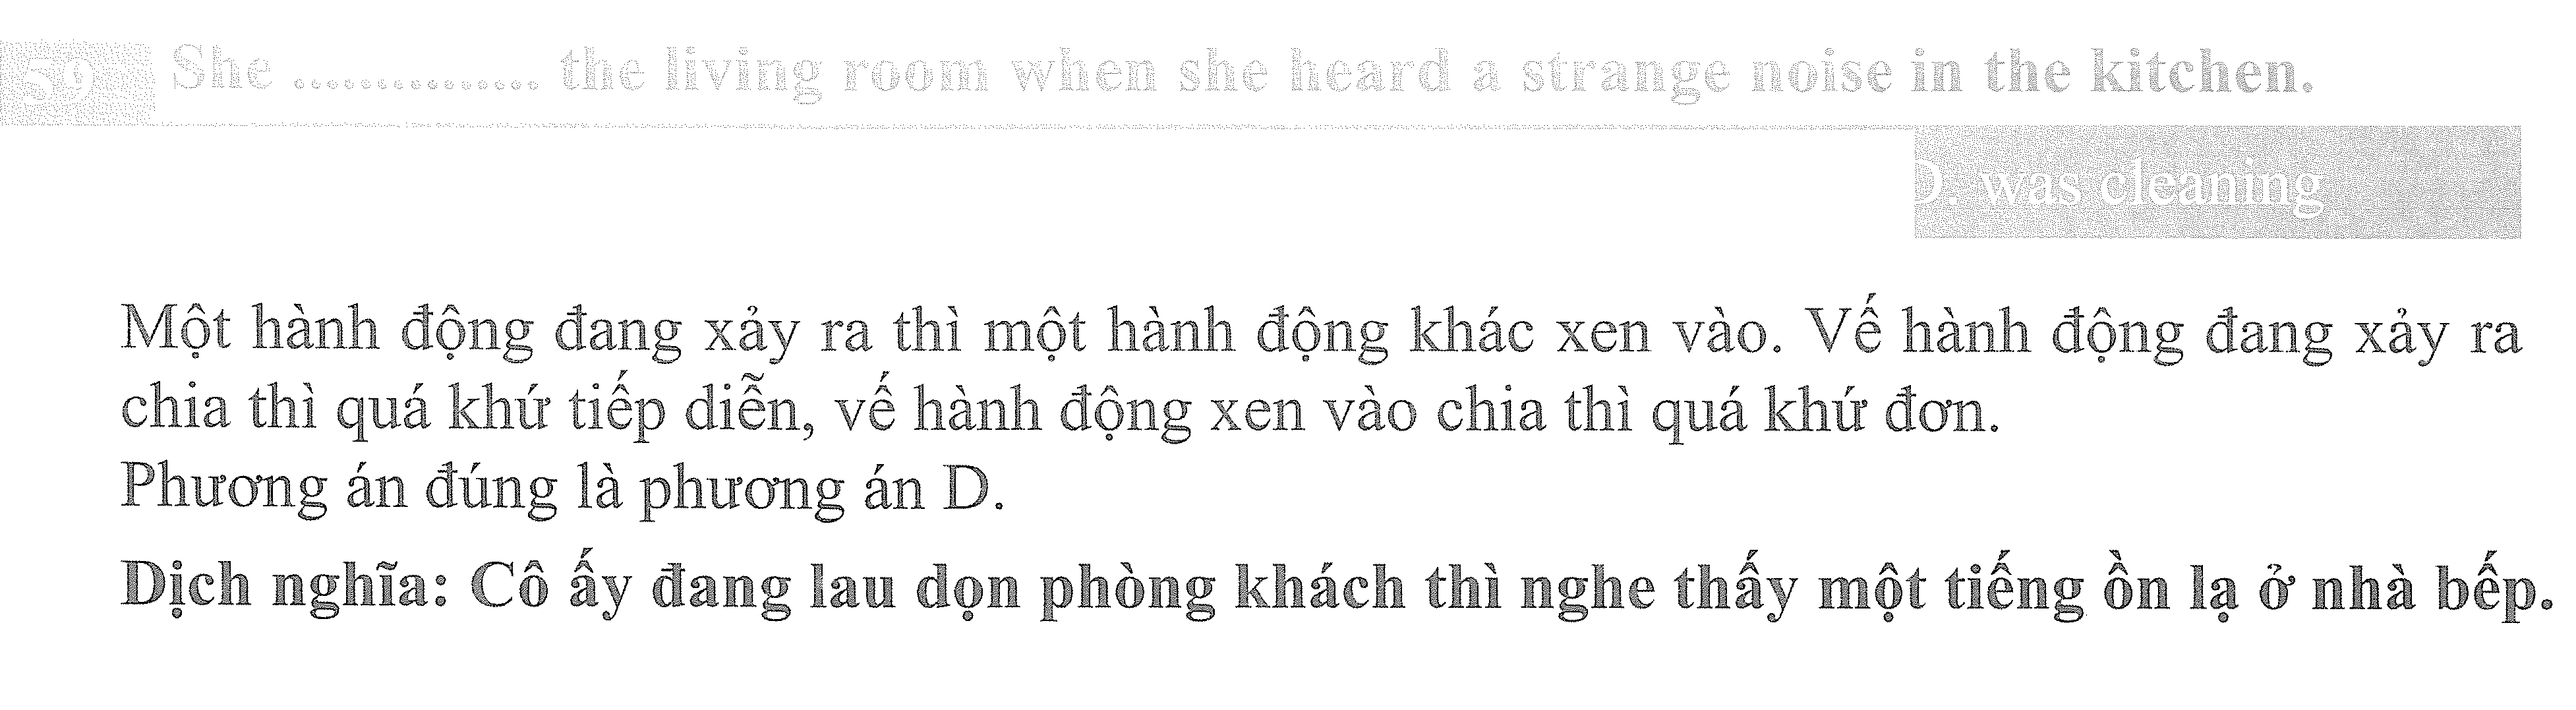 59 She ............... the living room when she heard a strange noise in the kitchen.
D. was cleaning
Một hành động đang xảy ra thì một hành động khác xen vào. Vế hành động đang xảy ra
chia thì quá khứ tiếp diễn, vế hành động xen vào chia thì quá khứ đơn.
Phương án đúng là phương án D.
Dịch nghĩa: Cô ấy đang lau dọn phòng khách thì nghe thấy một tiếng ồn lạ ở nhà bếp.